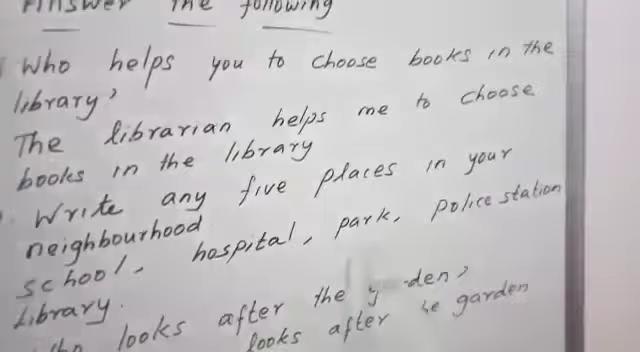 Answer the following
Who helps you to choose books in the
library?
The librarian helps me to choose
books in the library
Write any five places in your
neighbourhood
school, hospital, park, police station
Library.
looks after the
looks after garden